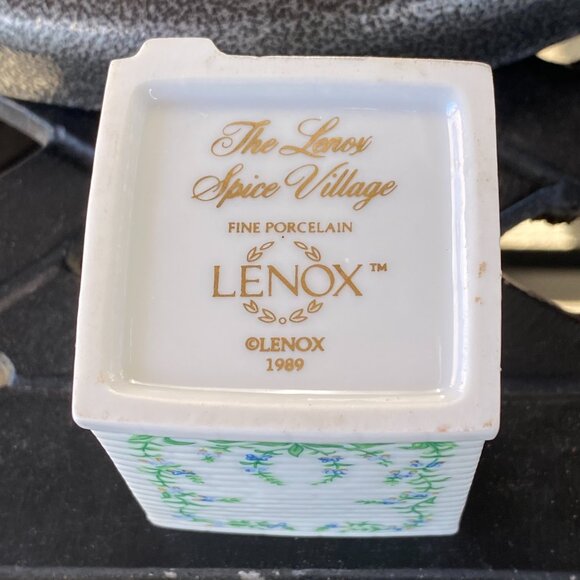 The Lenox
Spice Village
FINE PORCELAIN
LENOX™
©LENOX
1989